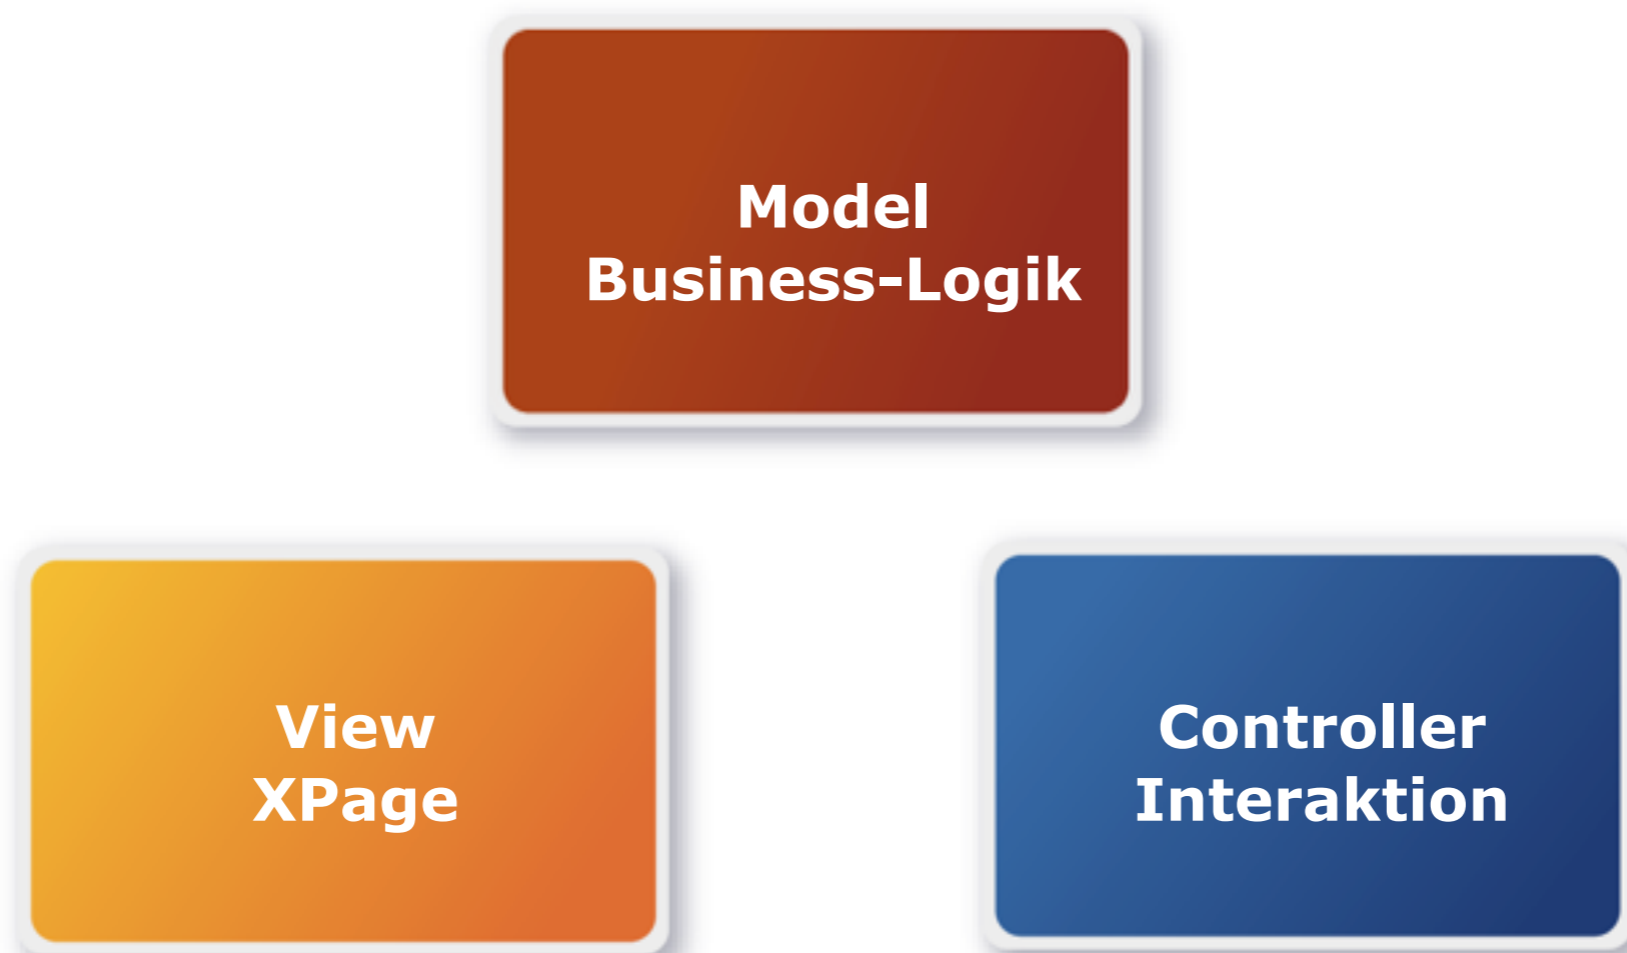 Model
Business-Logik
View
XPage
Controller
Interaktion